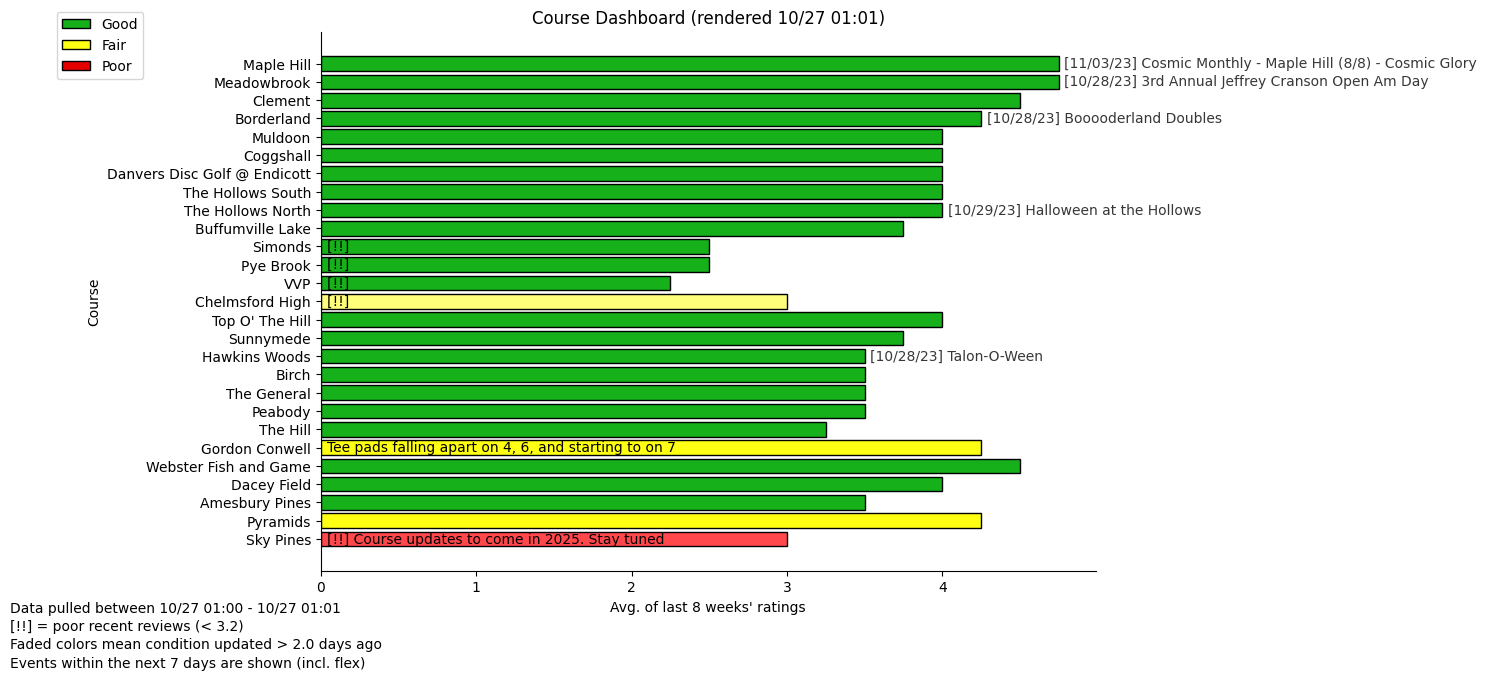 Course Dashboard (rendered 10/27 01:01)
Good
Fair
Poor
Maple Hill [11/03/23] Cosmic Monthly - Maple Hill (8/8) - Cosmic Glory
Meadowbrook [10/28/23] 3rd Annual Jeffrey Cranson Open Am Day
Clement
Borderland [10/28/23] Booooderland Doubles
Muldoon
Coggshall
Danvers Disc Golf @ Endicott
The Hollows South
The Hollows North [10/29/23] Halloween at the Hollows
Buffumville Lake
Simonds [!!]
Pye Brook [!!]
VVP [!!]
Chelmsford High [!!]
Top O' The Hill
Sunnymede
Hawkins Woods [10/28/23] Talon-O-Ween
Birch
The General
Peabody
The Hill
Gordon Conwell Tee pads falling apart on 4, 6, and starting to on 7
Webster Fish and Game
Dacey Field
Amesbury Pines
Pyramids
Sky Pines [!!] Course updates to come in 2025. Stay tuned
Course
0 1 2 3 4
Avg. of last 8 weeks' ratings
Data pulled between 10/27 01:00 - 10/27 01:01
[!!] = poor recent reviews (< 3.2)
Faded colors mean condition updated > 2.0 days ago
Events within the next 7 days are shown (incl. flex)